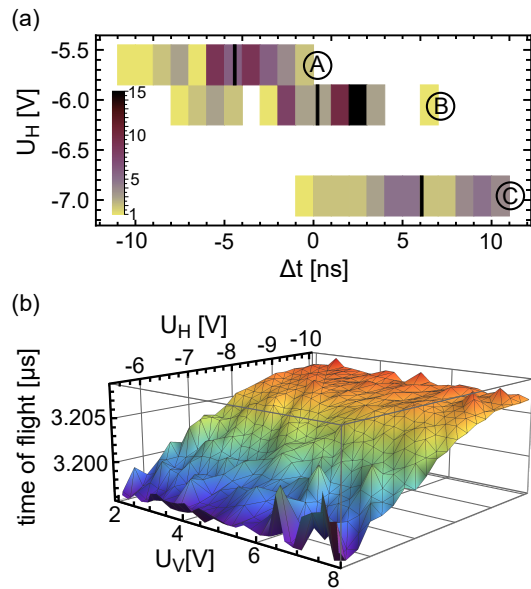 (a)
-5.5
-6.0
-6.5
-7.0
U_H [V]
15
10
5
1
A
B
C
-10 -5 0 5 10
Δt [ns]
(b)
U_H [V]
-6 -7 -8 -9 -10
time of flight [µs]
3.205
3.200
2 4 6 8
U_V[V]